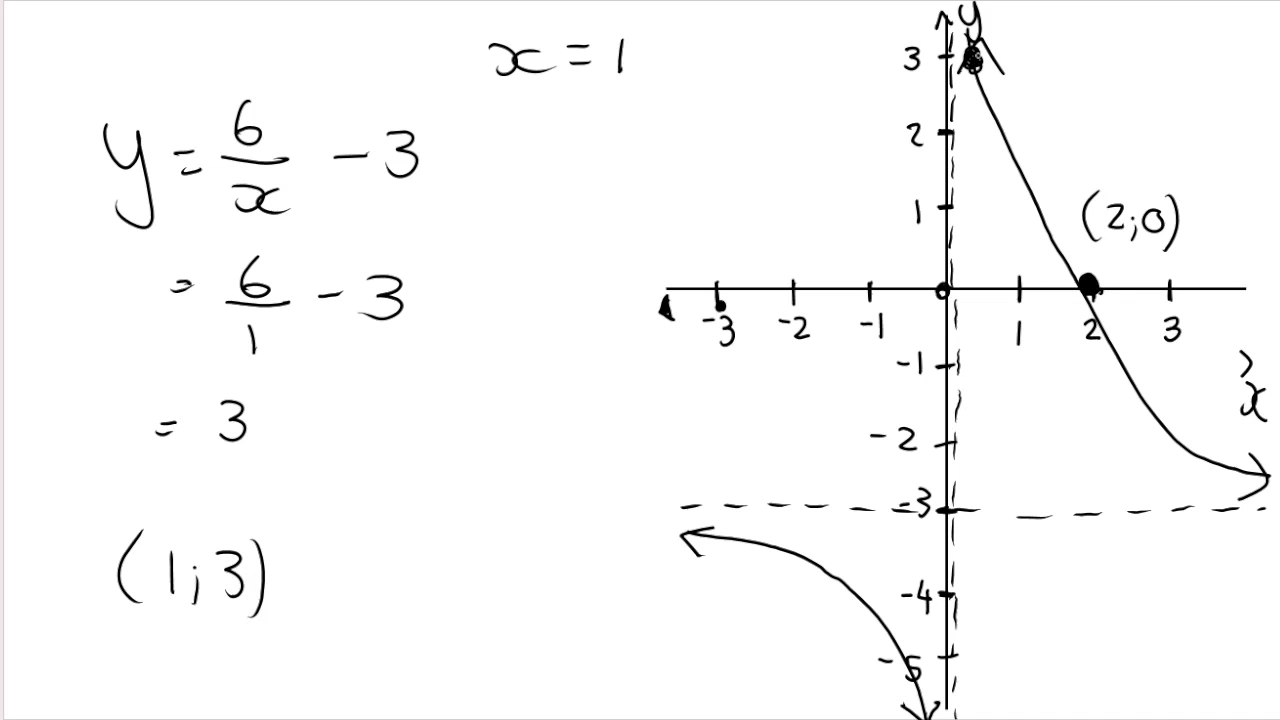 x = 1
y = 6/x - 3
= 6/1 - 3
= 3
(1;3)
y
3
2
1
(2;0)
0
-3 -2 -1 1 2 3
x
-1
-2
-3
-4
-5